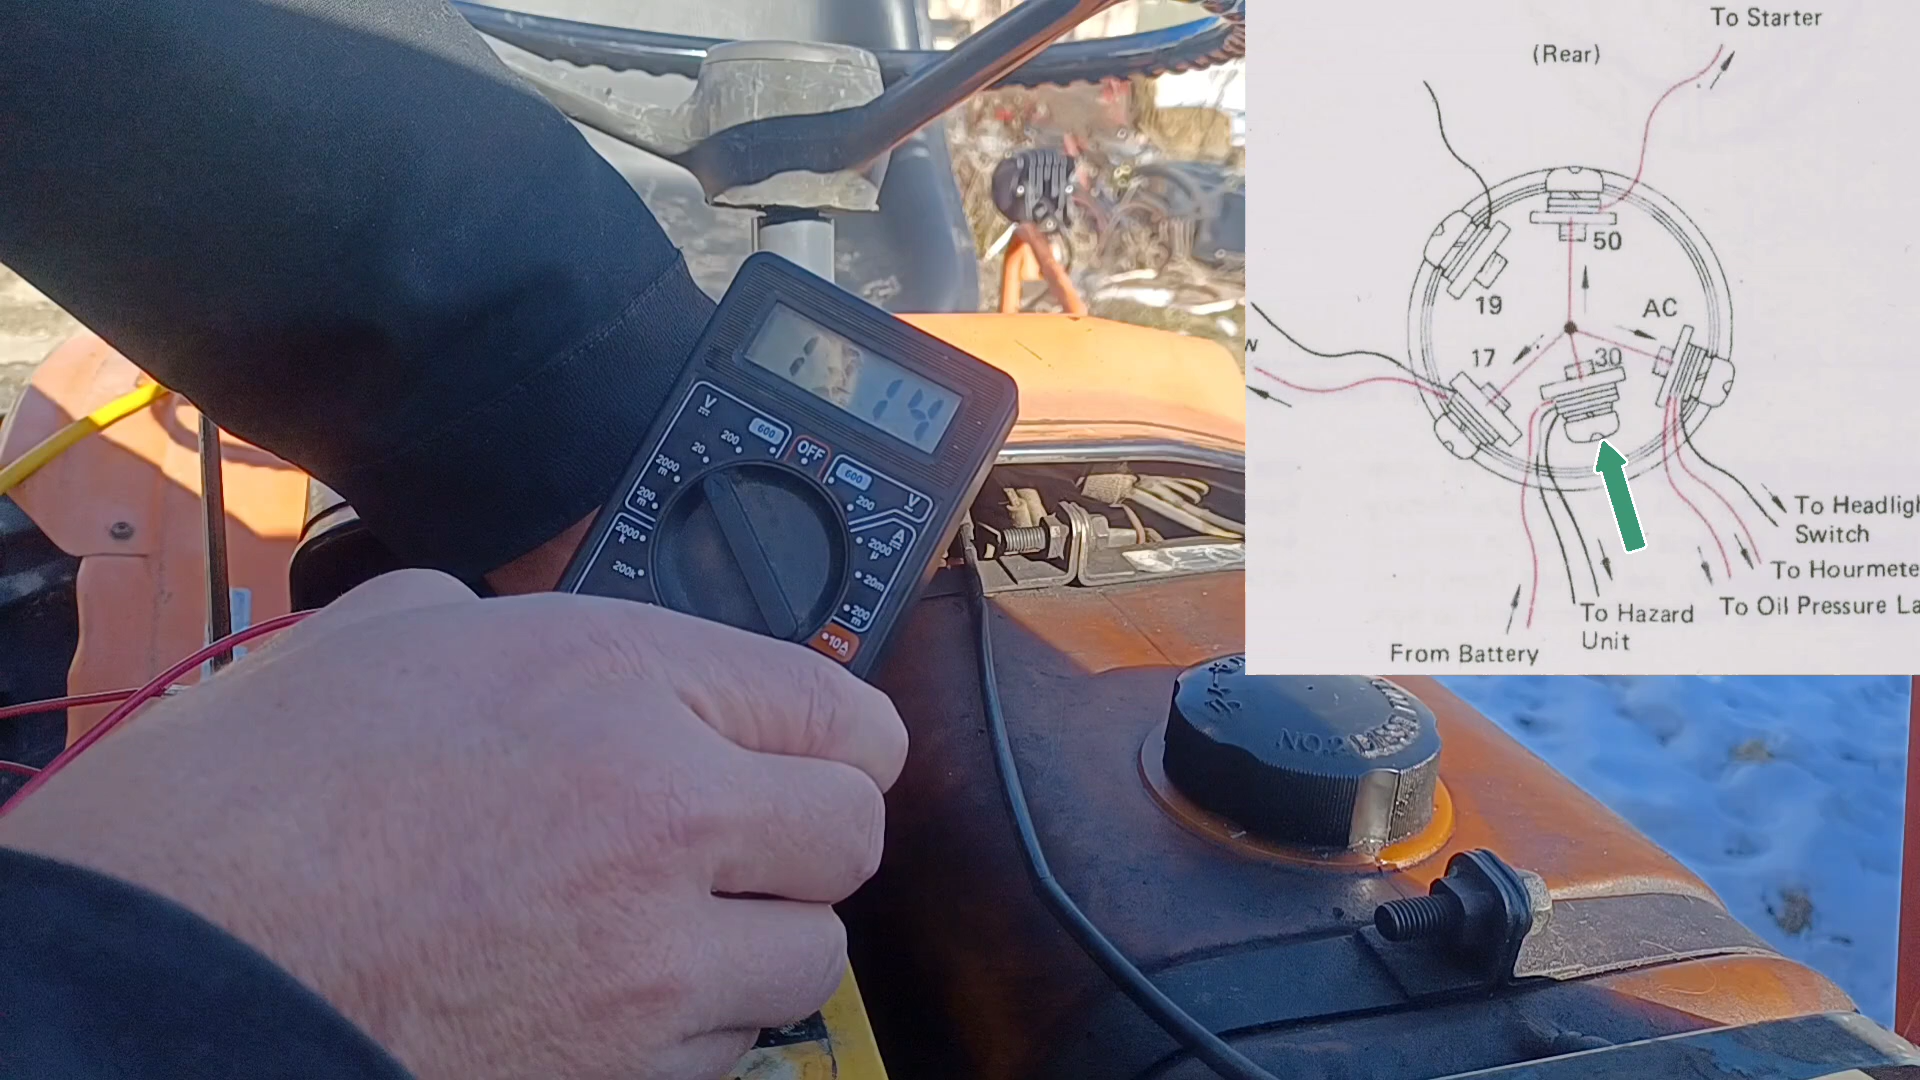 To Starter
(Rear)
50
19
AC
17
30
N
To Headligh
Switch
To Hourmete
To Hazard
Unit
To Oil Pressure La
From Battery
V
OFF
600
200
20
2000
m
200
m
2000
k
200k
600
200
V
A
2000
µ
20m
200
m
10A
14
NO.2